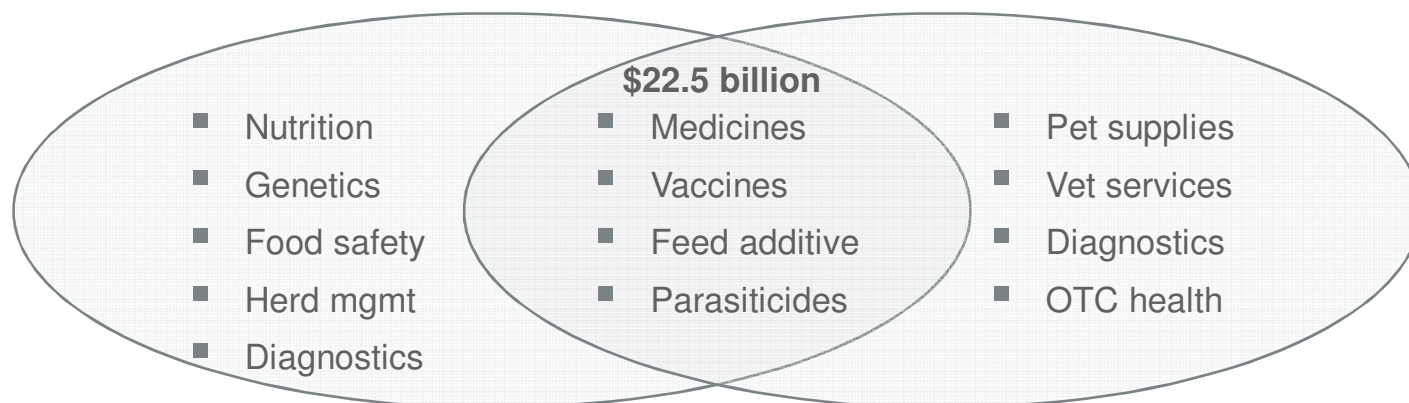 $22.5 billion
Nutrition
Genetics
Food safety
Herd mgmt
Diagnostics
Medicines
Vaccines
Feed additive
Parasiticides
Pet supplies
Vet services
Diagnostics
OTC health